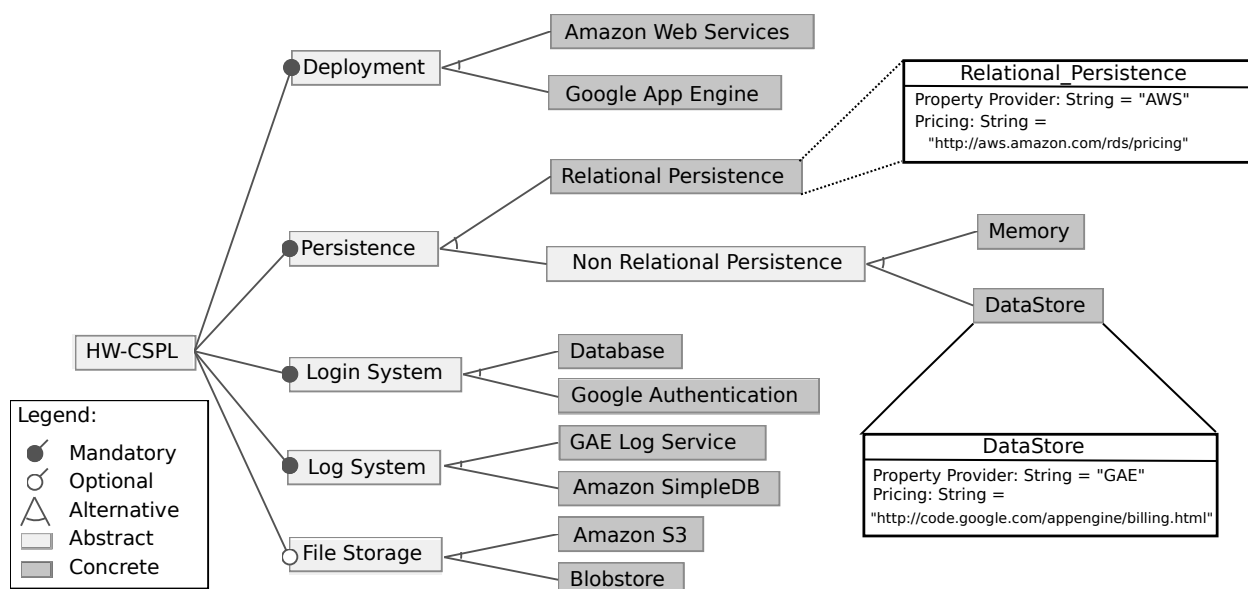 Amazon Web Services
Deployment
Google App Engine
Relational_Persistence
Property Provider: String = "AWS"
Pricing: String =
"http://aws.amazon.com/rds/pricing"
Relational Persistence
Persistence
Non Relational Persistence
Memory
DataStore
HW-CSPL
Database
Login System
Google Authentication
GAE Log Service
Log System
Amazon SimpleDB
Amazon S3
File Storage
Blobstore
DataStore
Property Provider: String = "GAE"
Pricing: String =
"http://code.google.com/appengine/billing.html"
Legend:
Mandatory
Optional
Alternative
Abstract
Concrete